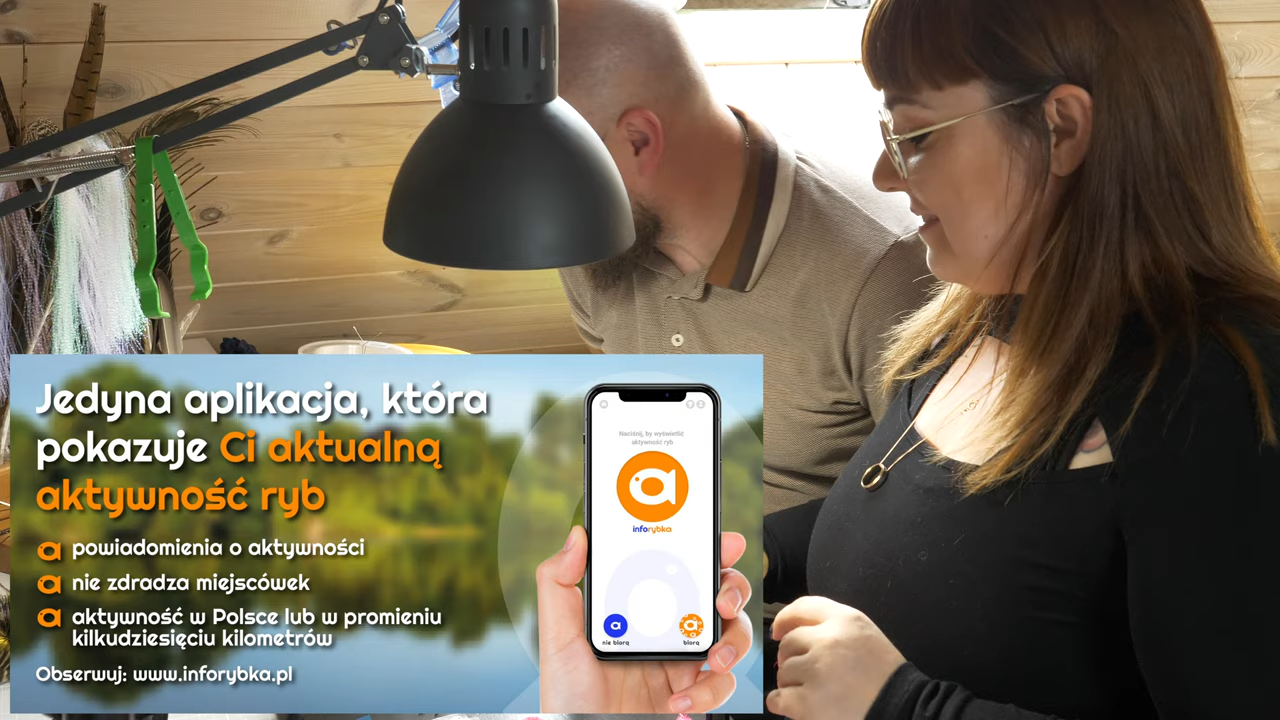 Jedyna aplikacja, która
pokazuje Ci aktualną
aktywność ryb
powiadomienia o aktywności
nie zdradza miejscówek
aktywność w Polsce lub w promieniu
kilkudziesięciu kilometrów
Obserwuj: www.inforybka.pl
Naciśnij, by wyświetlić
aktywność ryb
inforybka
nie biorą
biorą